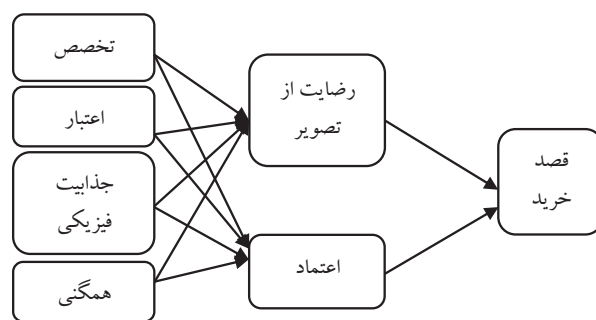 تخصص
اعتبار
جذابیت
فیزیکی
همگنی
رضایت از
تصویر
اعتماد
قصد
خرید